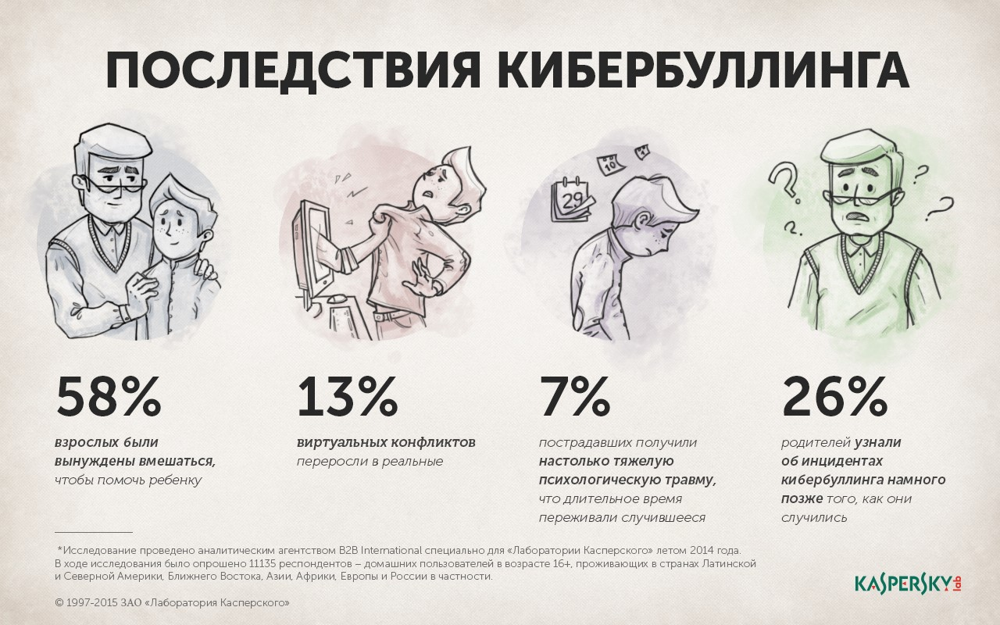 ПОСЛЕДСТВИЯ КИБЕРБУЛЛИНГА
29
10
1
58%
взрослых были
вынуждены вмешаться,
чтобы помочь ребенку
13%
виртуальных конфликтов
переросли в реальные
7%
пострадавших получили
настолько тяжелую
психологическую травму,
что длительное время
переживали случившееся
26%
родителей узнали
об инцидентах
кибербуллинга намного
позже того, как они
случились
*Исследование проведено аналитическим агентством B2B International специально для «Лаборатории Касперского» летом 2014 года.
В ходе исследования было опрошено 11135 респондентов – домашних пользователей в возрасте 16+, проживающих в странах Латинской
и Северной Америки, Ближнего Востока, Азии, Африки, Европы и России в частности.
© 1997-2015 ЗАО «Лаборатория Касперского»
KASPERSKY lab